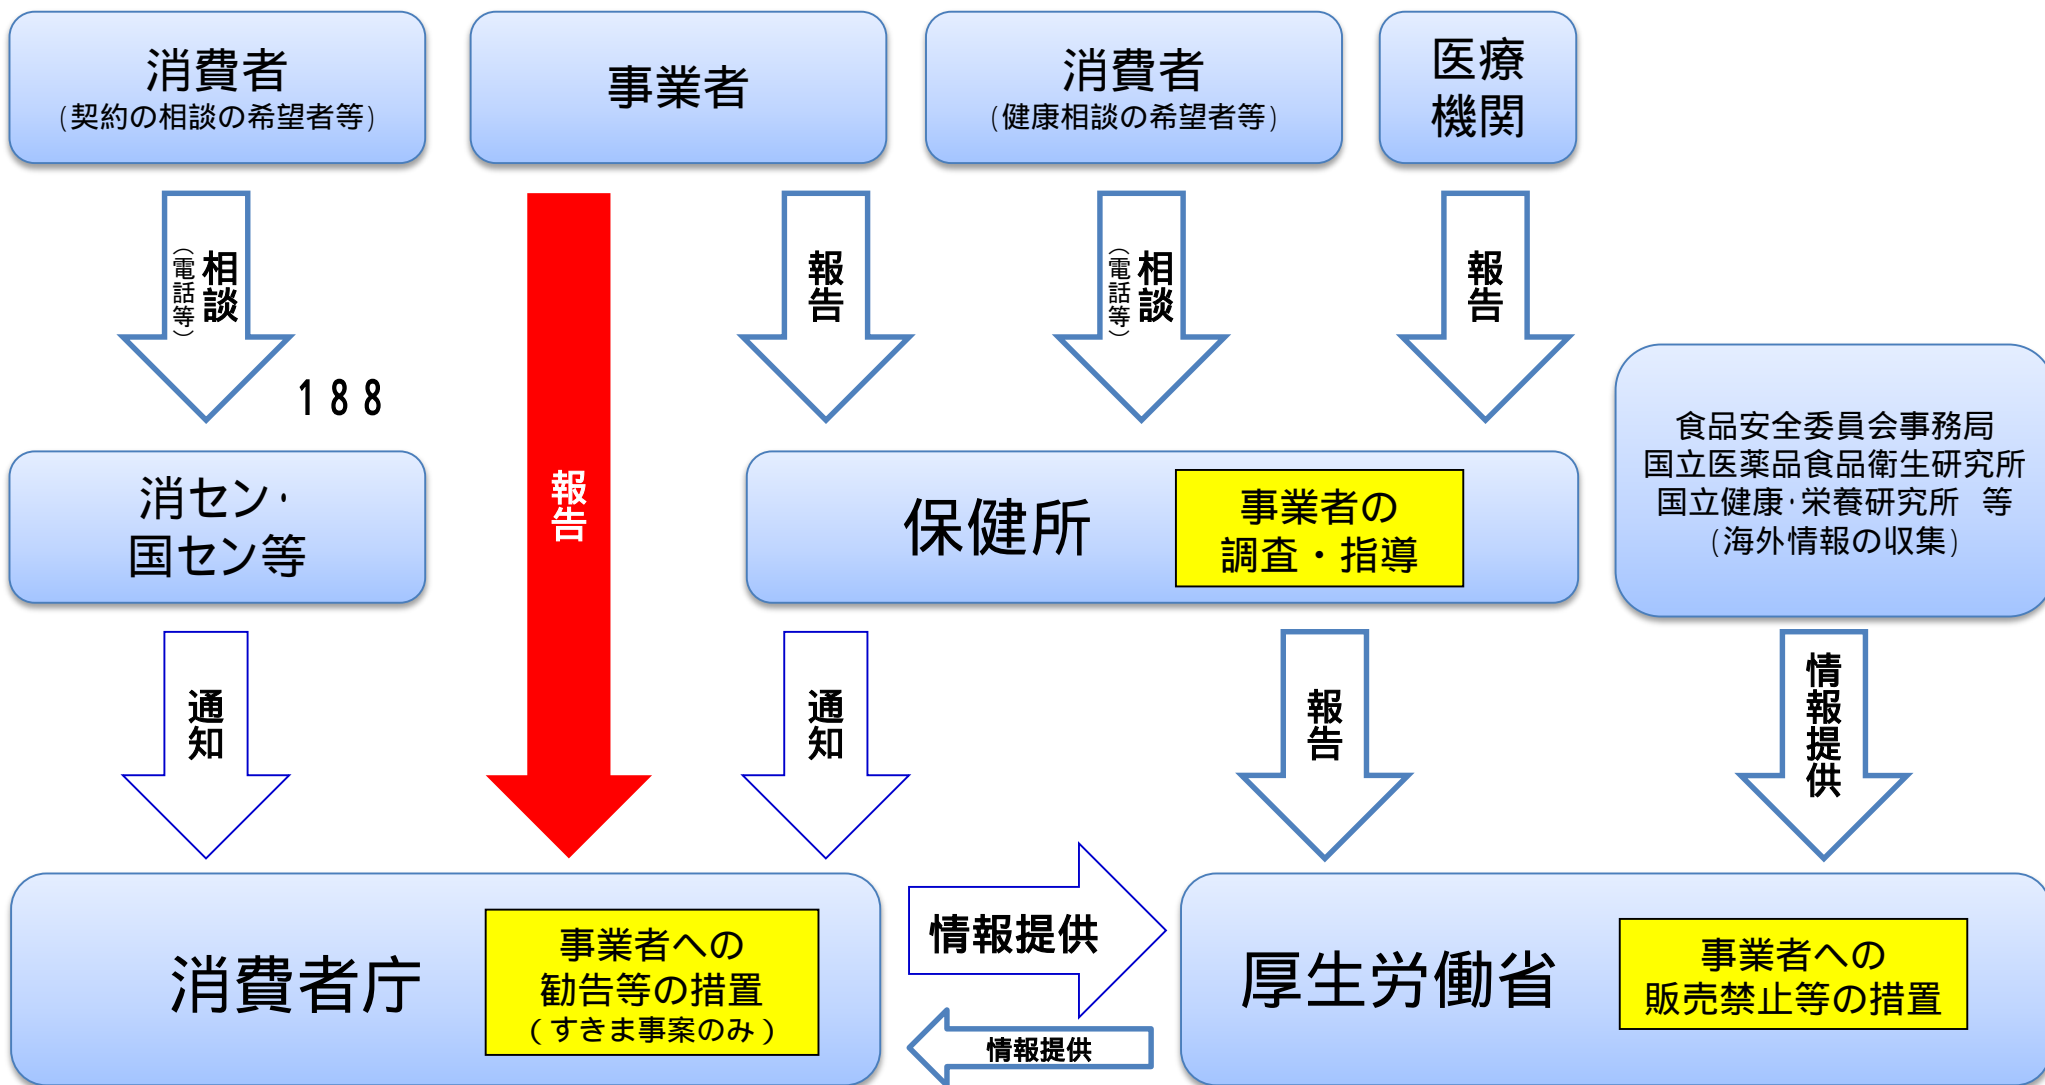 消費者
(契約の相談の希望者等)
事業者
消費者
(健康相談の希望者等)
医療
機関
相談
(電話等)
報告
相談
(電話等)
報告
188
報告
消セン・
国セン等
保健所
事業者の
調査・指導
食品安全委員会事務局
国立医薬品食品衛生研究所
国立健康・栄養研究所 等
(海外情報の収集)
通知
通知
報告
情報提供
消費者庁
事業者への
勧告等の措置
(すきま事案のみ)
情報提供
情報提供
厚生労働省
事業者への
販売禁止等の措置